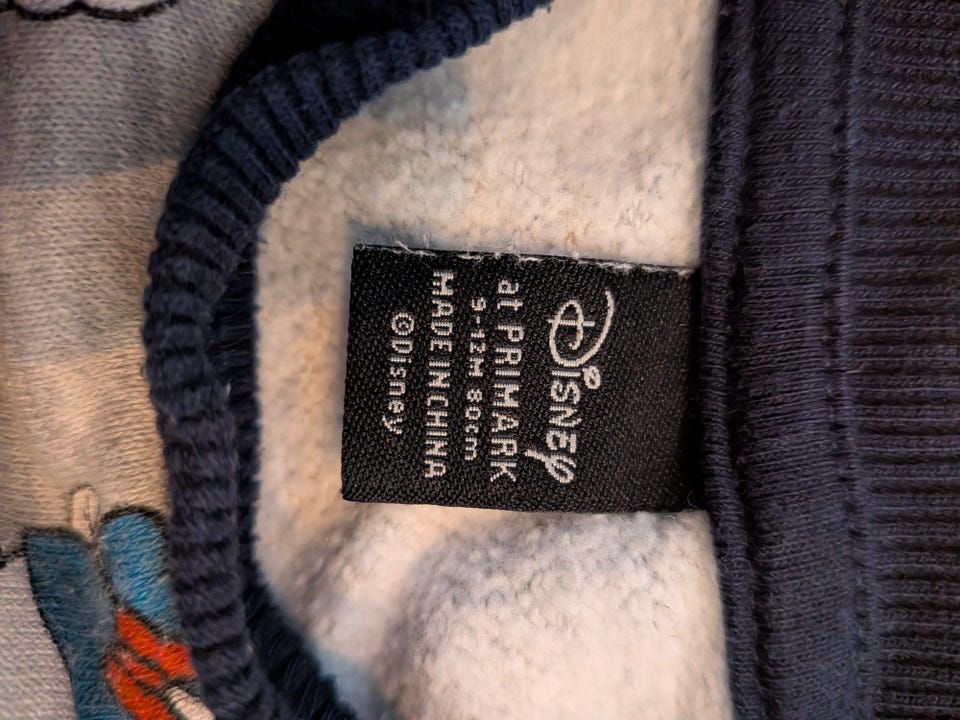 Disney
at PRIMARK
9-12M 80cm
MADE IN CHINA
©Disney